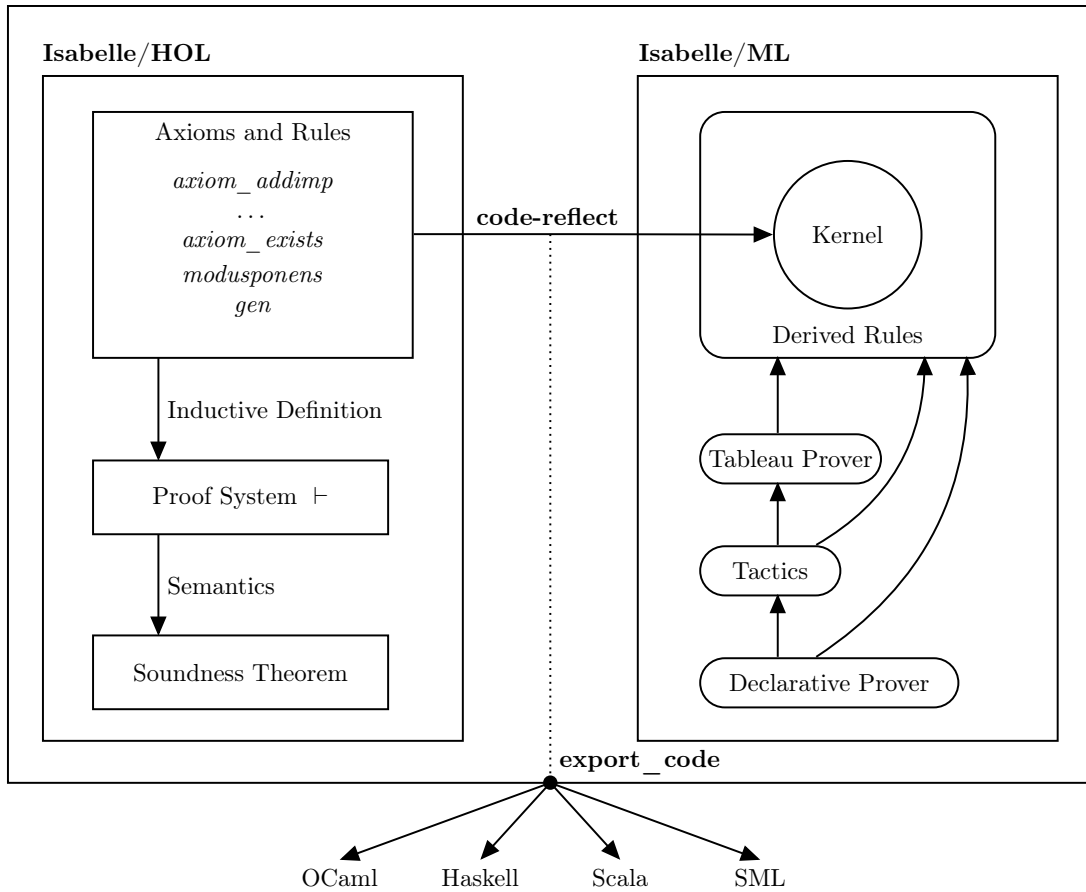 Isabelle/HOL
Axioms and Rules
axiom_addimp
...
axiom_exists
modusponens
gen
Inductive Definition
Proof System ⊢
Semantics
Soundness Theorem
code-reflect
Isabelle/ML
Kernel
Derived Rules
Tableau Prover
Tactics
Declarative Prover
export_code
OCaml
Haskell
Scala
SML